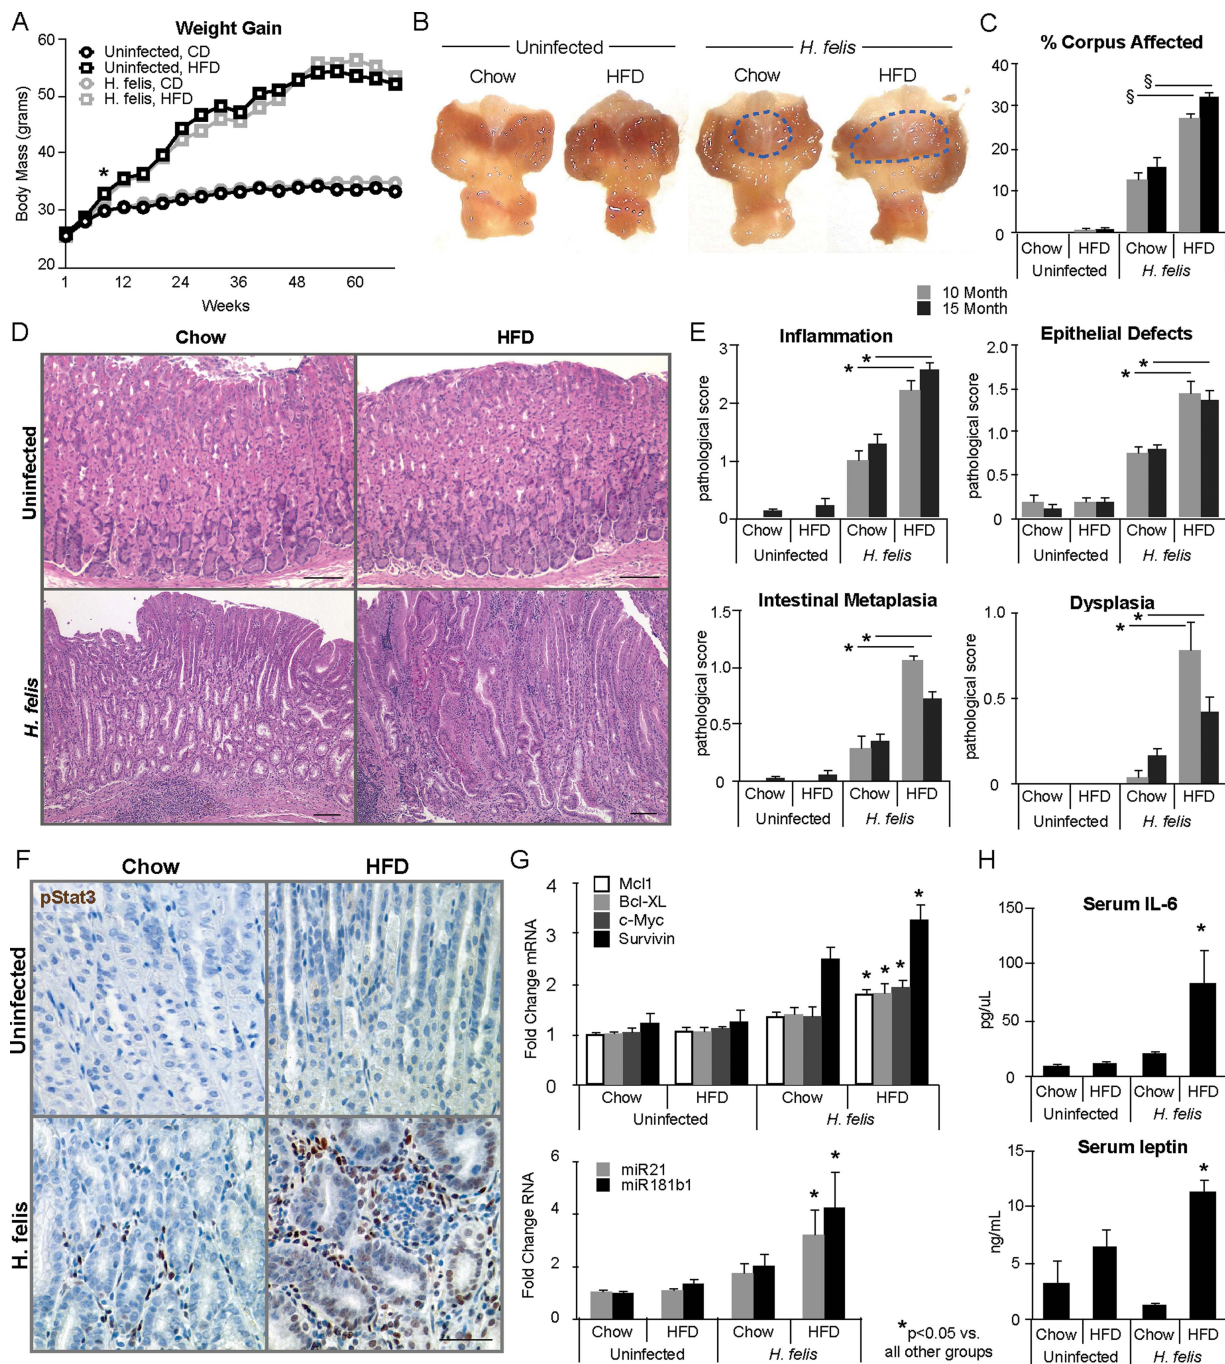 A
Weight Gain
Body Mass (grams)
60
50
40
30
20
Uninfected, CD
Uninfected, HFD
H. felis, CD
H. felis, HFD
*
1 12 24 36 48 60
Weeks
B
Uninfected
H. felis
Chow HFD Chow HFD
C
% Corpus Affected
40
30
20
10
0
§
§
Chow HFD Chow HFD
Uninfected H. felis
10 Month
15 Month
D
Chow HFD
Uninfected
H. felis
E
Inflammation
pathological score
3
2
1
0
*
*
Chow HFD Chow HFD
Uninfected H. felis
Epithelial Defects
pathological score
2.0
1.5
1.0
0.5
0
*
*
Chow HFD Chow HFD
Uninfected H. felis
Intestinal Metaplasia
pathological score
1.5
1.0
0.5
0
*
*
Chow HFD Chow HFD
Uninfected H. felis
Dysplasia
pathological score
1.0
0.5
0
*
*
Chow HFD Chow HFD
Uninfected H. felis
F
Chow HFD
pStat3
Uninfected
H. felis
G
Fold Change mRNA
4
3
2
1
0
Mcl1
Bcl-XL
c-Myc
Survivin
* * * *
Chow HFD Chow HFD
Uninfected H. felis
Fold Change RNA
6
4
2
0
miR21
miR181b1
* *
Chow HFD Chow HFD
Uninfected H. felis
*p<0.05 vs.
all other groups
H
Serum IL-6
pg/uL
150
100
50
0
*
Chow HFD Chow HFD
Uninfected H. felis
Serum leptin
ng/mL
15
10
5
0
*
Chow HFD Chow HFD
Uninfected H. felis